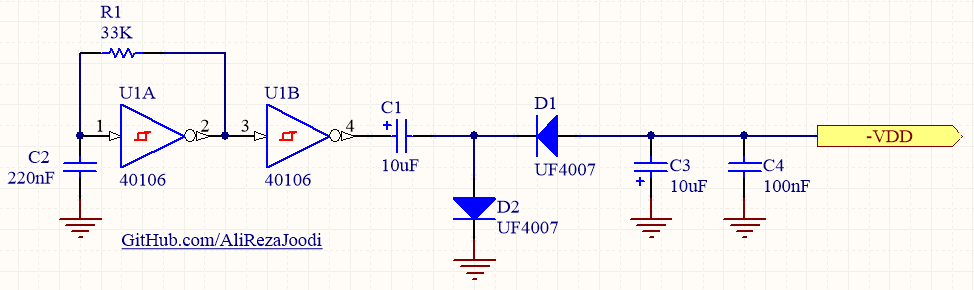 R1
33K
U1A
U1B
C1
D1
1
2
3
4
+
-VDD
C2
220nF
40106
40106
10uF
UF4007
C3
10uF
+
C4
100nF
D2
UF4007
GitHub.com/AliRezaJoodi